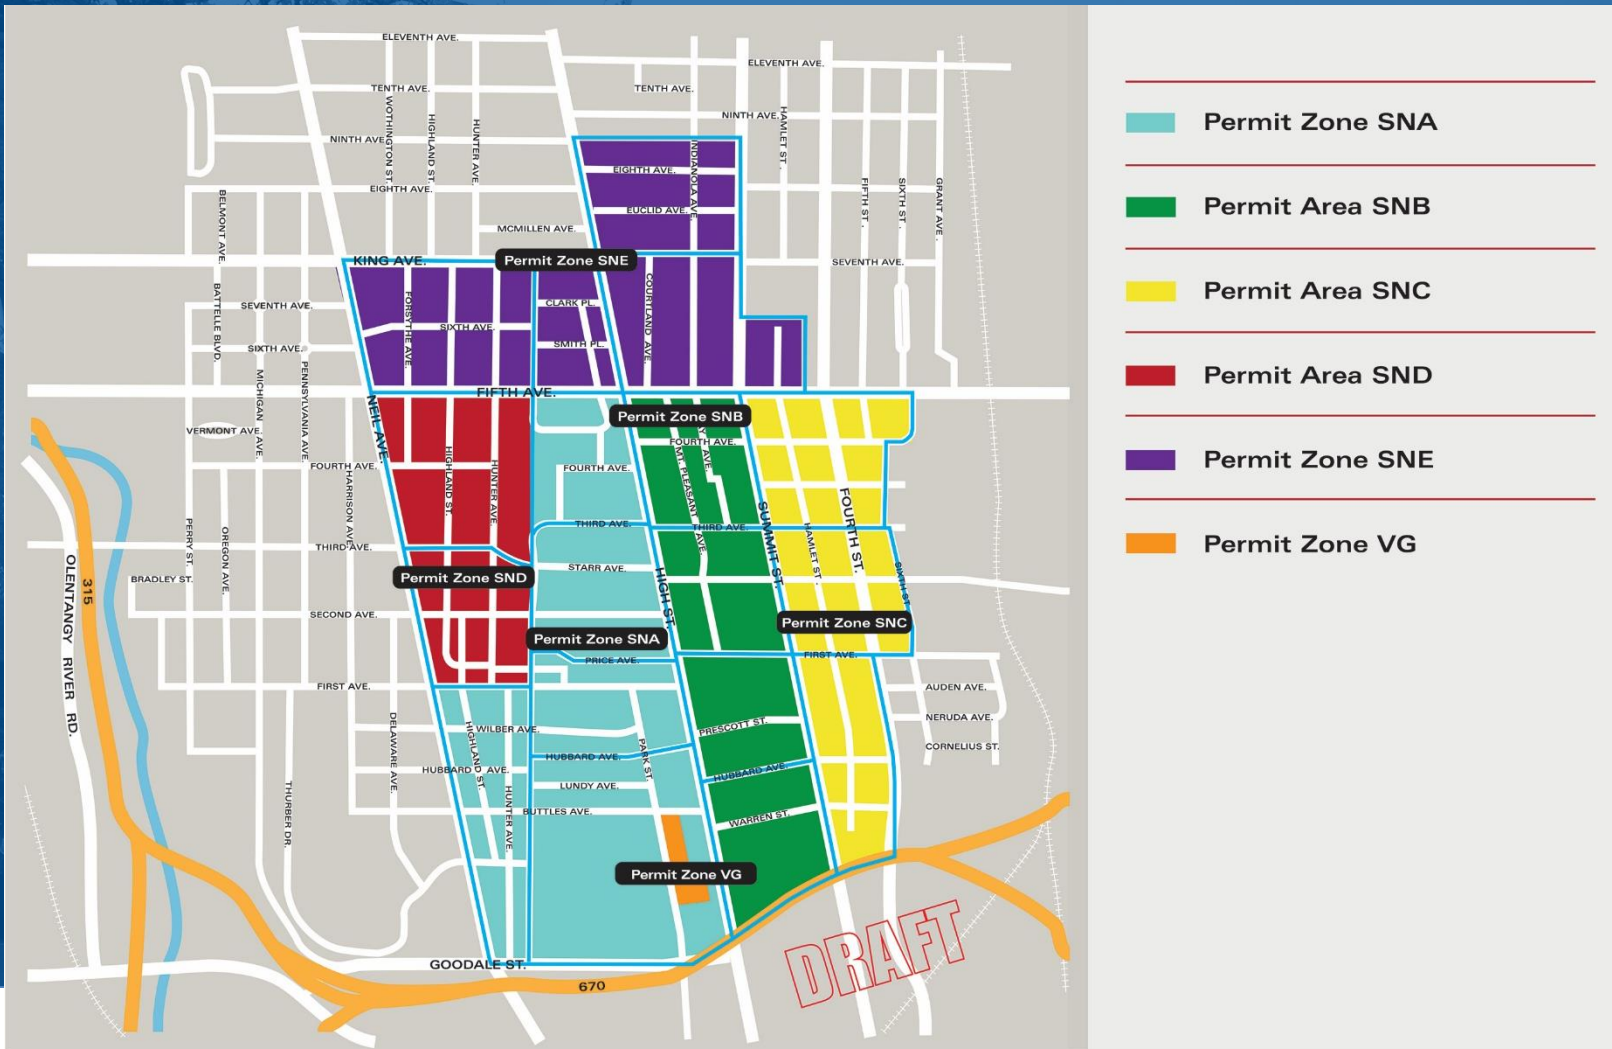 ELEVENTH AVE.
ELEVENTH AVE.
TENTH AVE.
TENTH AVE.
WOTHINGTON ST.
HIGHLAND ST.
HUNTER AVE.
NINTH AVE.
NINTH AVE.
HAMLET ST.
INDIANOLA AVE.
EIGHTH AVE.
EIGHTH AVE.
EUCLID AVE.
MCMILLEN AVE.
BELMONT AVE.
FIFTH ST.
SIXTH ST.
GRANT AVE.
KING AVE.
Permit Zone SNE
SEVENTH AVE.
SEVENTH AVE.
BATTELLE BLVD.
FORSYTHE AVE.
CLARK PL.
COURTLAND AVE.
SIXTH AVE.
SIXTH AVE.
SMITH PL.
MICHIGAN AVE.
PENNSYLVANIA AVE.
FIFTH AVE.
NEIL AVE.
Permit Zone SNB
VERMONT AVE.
FOURTH AVE.
FOURTH AVE.
FOURTH AVE.
HIGHLAND ST.
HUNTER AVE.
MT. PLEASANT AVE.
AVE.
HARRISON AVE.
PERRY ST.
OREGON AVE.
THIRD AVE.
THIRD AVE.
THIRD AVE.
SUMMIT ST.
HAMLET ST.
FOURTH ST.
SIXTH ST.
OLENTANGY RIVER RD.
315
BRADLEY ST.
STARR AVE.
HIGH ST.
Permit Zone SND
SECOND AVE.
Permit Zone SNC
Permit Zone SNA
PRICE AVE.
FIRST AVE.
FIRST AVE.
AUDEN AVE.
NERUDA AVE.
CORNELIUS ST.
DELAWARE AVE.
HIGHLAND ST.
WILBER AVE.
PARK ST.
PRESCOTT ST.
HUBBARD AVE.
HUBBARD AVE.
HUBBARD AVE.
THURBER DR.
HUNTER AVE.
LUNDY AVE.
BUTTLES AVE.
WARREN ST.
Permit Zone VG
GOODALE ST.
670
DRAFT
Permit Zone SNA
Permit Area SNB
Permit Area SNC
Permit Area SND
Permit Zone SNE
Permit Zone VG